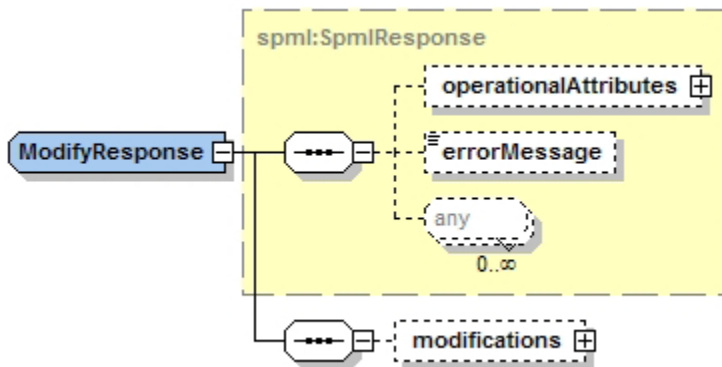 spml:SpmlResponse
operationalAttributes
ModifyResponse
errorMessage
any
0..∞
modifications